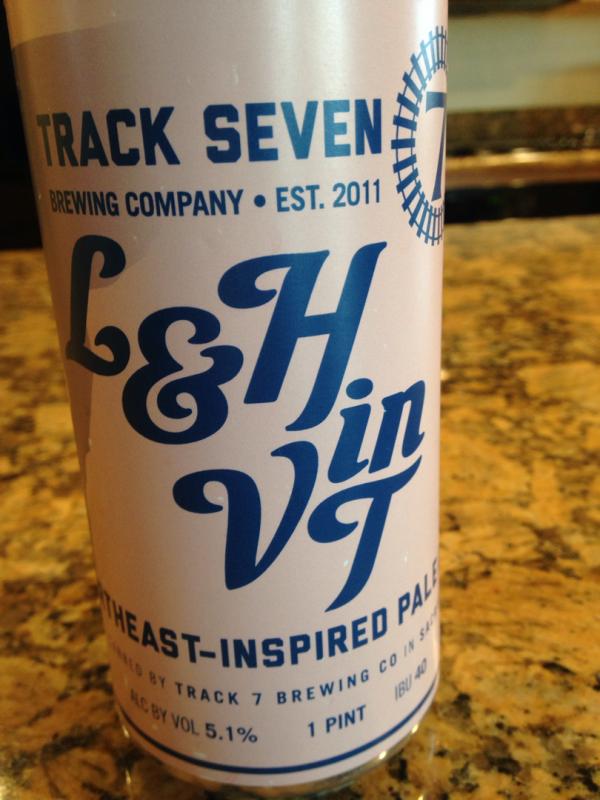 TRACK SEVEN
7
BREWING COMPANY • EST. 2011
L & H
in
VT
THEAST-INSPIRED PALE
BY TRACK 7 BREWING CO IN SAC
ALC BY VOL 5.1% 1 PINT IBU 40